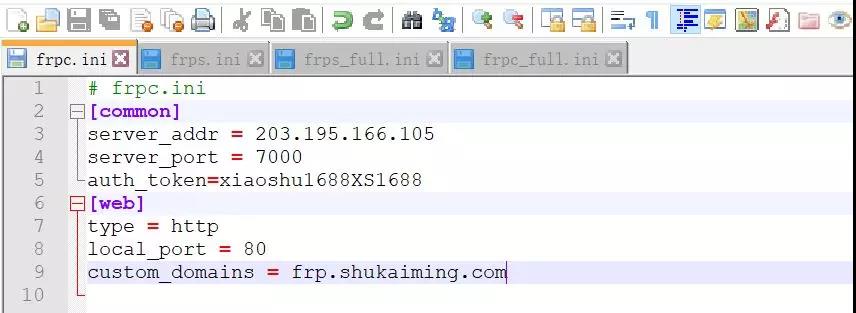 frpc.ini frps.ini frps_full.ini frpc_full.ini
1 # frpc.ini
2 [common]
3 server_addr = 203.195.166.105
4 server_port = 7000
5 auth_token=xiaoshu1688XS1688
6 [web]
7 type = http
8 local_port = 80
9 custom_domains = frp.shukaiming.com
10